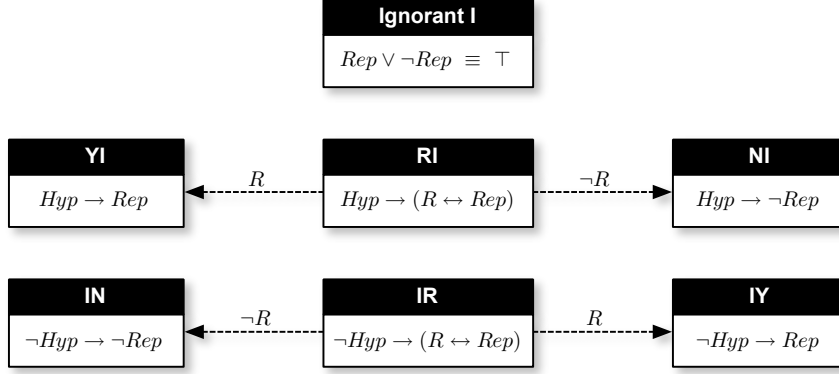 Ignorant I
Rep ∨ ¬Rep ≡ ⊤
YI
RI
NI
R
¬R
Hyp → Rep
Hyp → (R ↔ Rep)
Hyp → ¬Rep
IN
IR
IY
¬R
R
¬Hyp → ¬Rep
¬Hyp → (R ↔ Rep)
¬Hyp → Rep